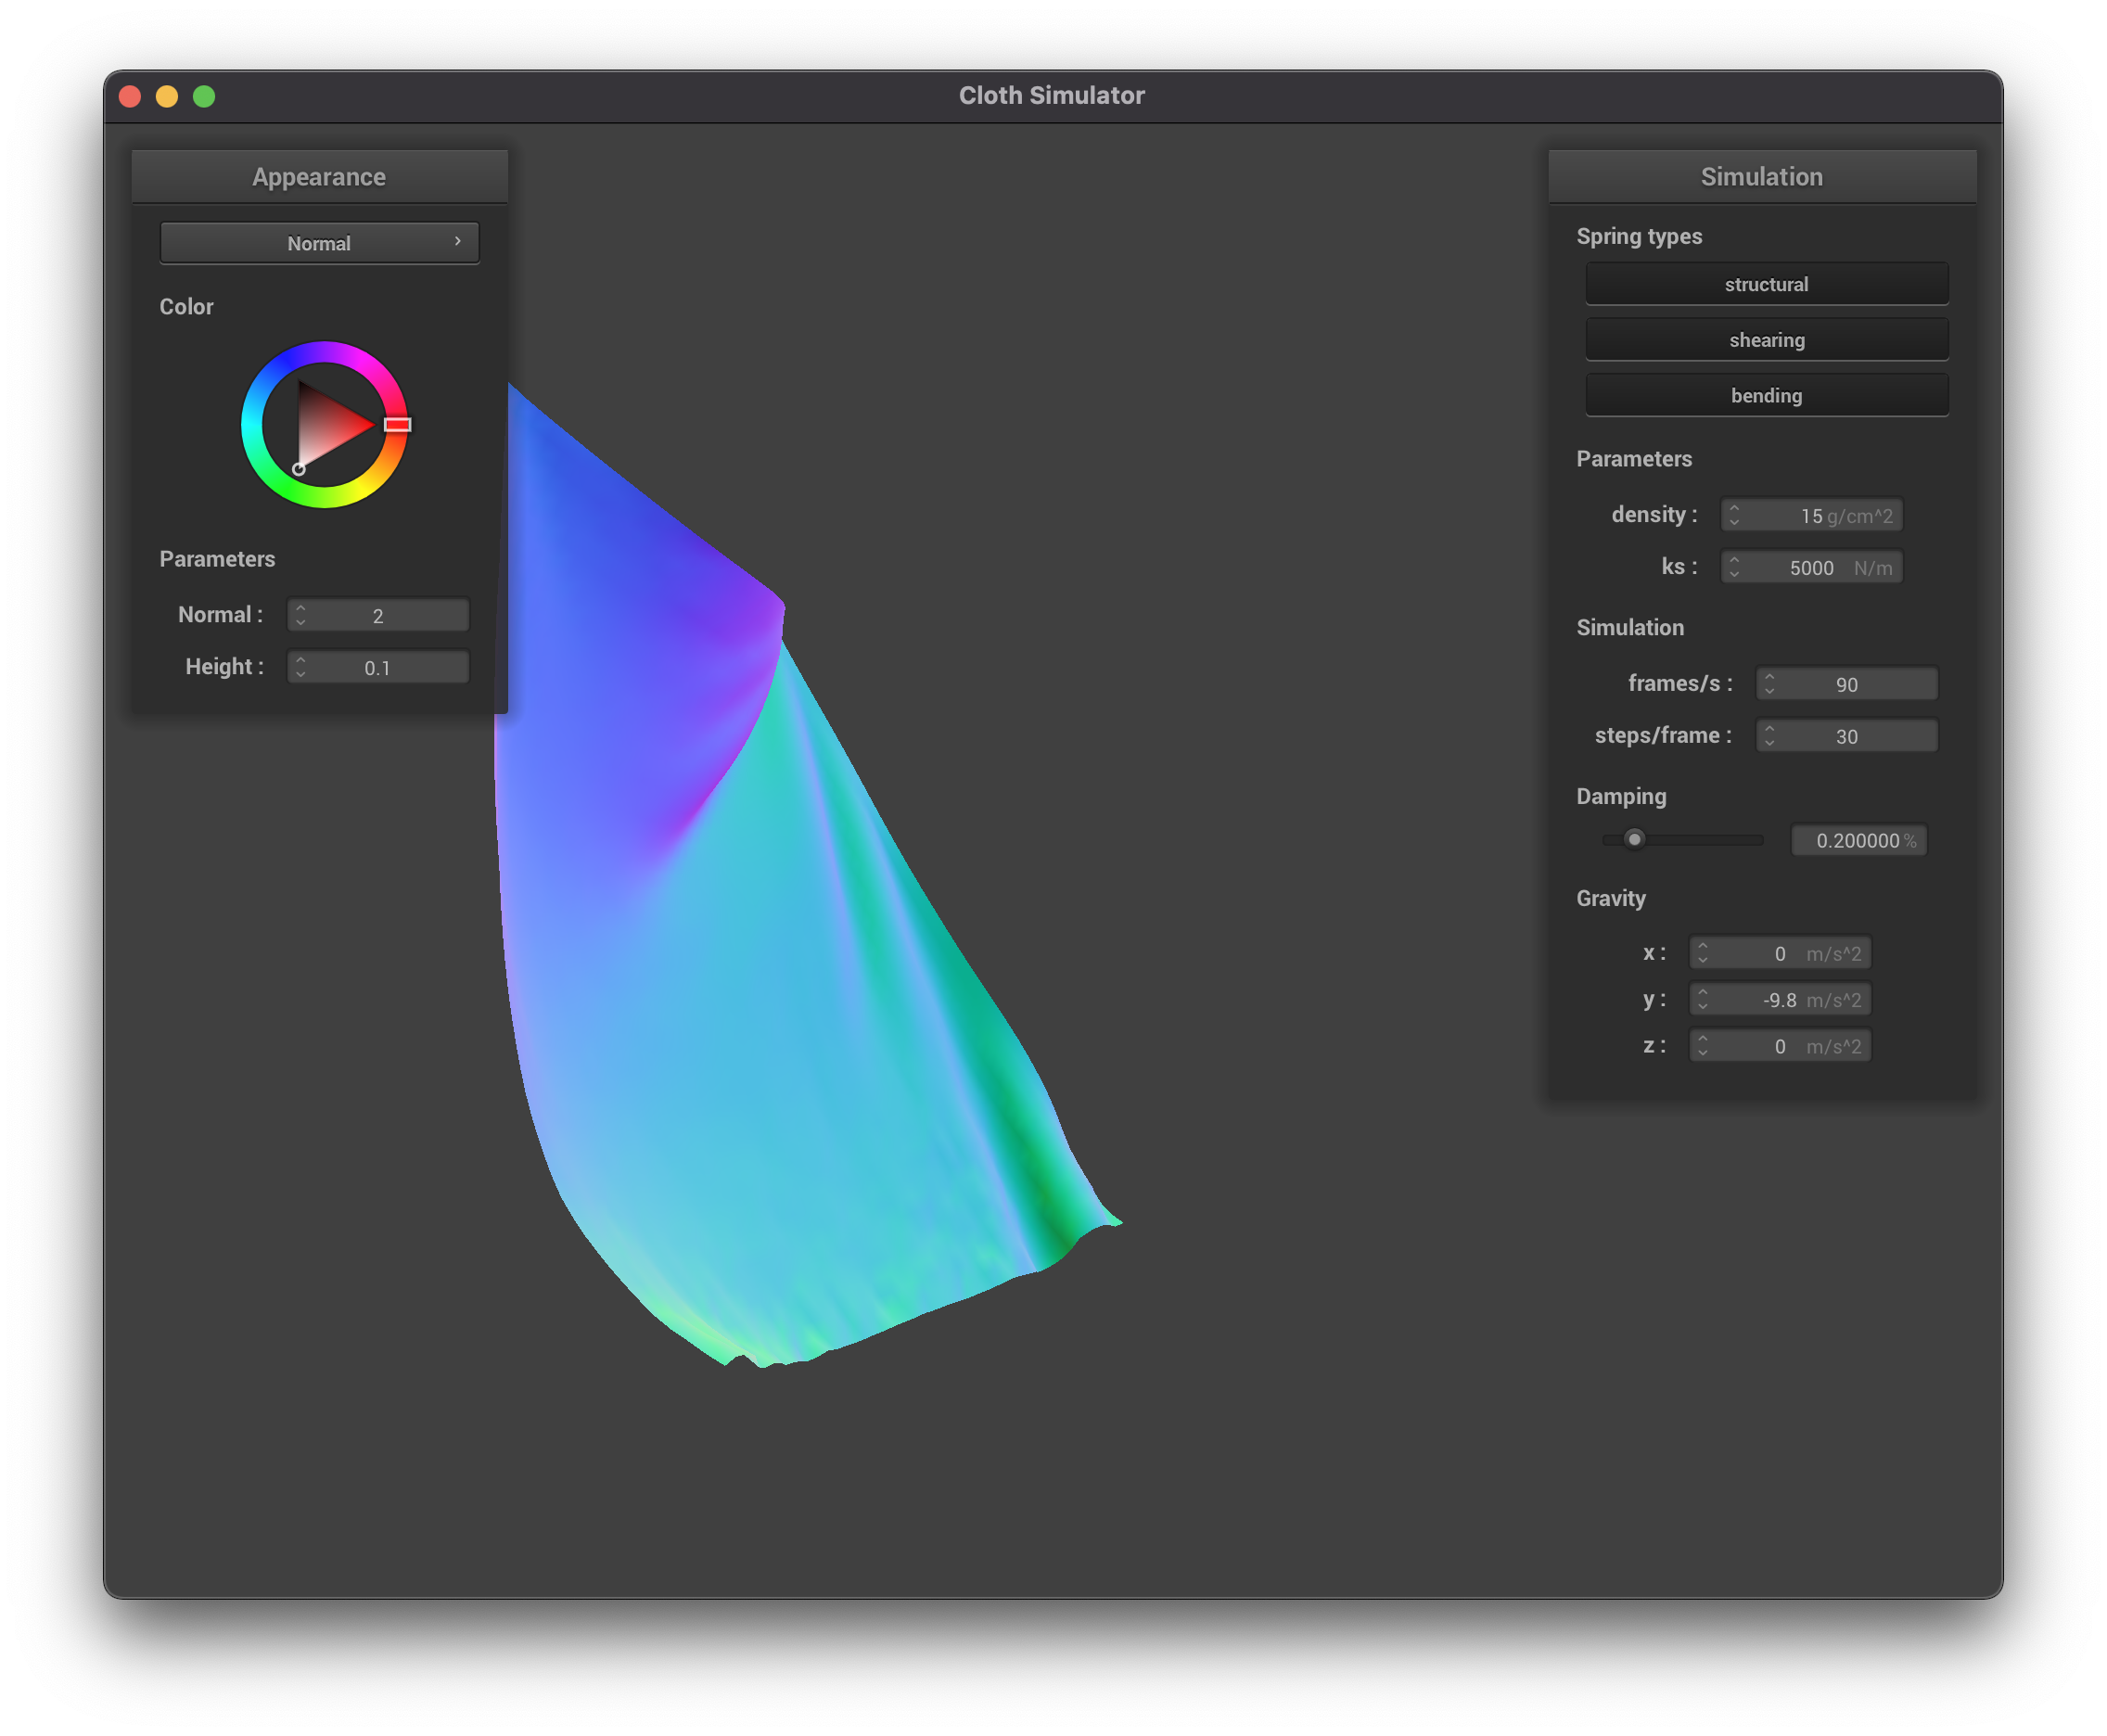 Cloth Simulator
Appearance
Normal
Color
Parameters
Normal : 2
Height : 0.1
Simulation
Spring types
structural
shearing
bending
Parameters
density : 15 g/cm^2
ks : 5000 N/m
Simulation
frames/s : 90
steps/frame : 30
Damping
0.200000 %
Gravity
x : 0 m/s^2
y : -9.8 m/s^2
z : 0 m/s^2